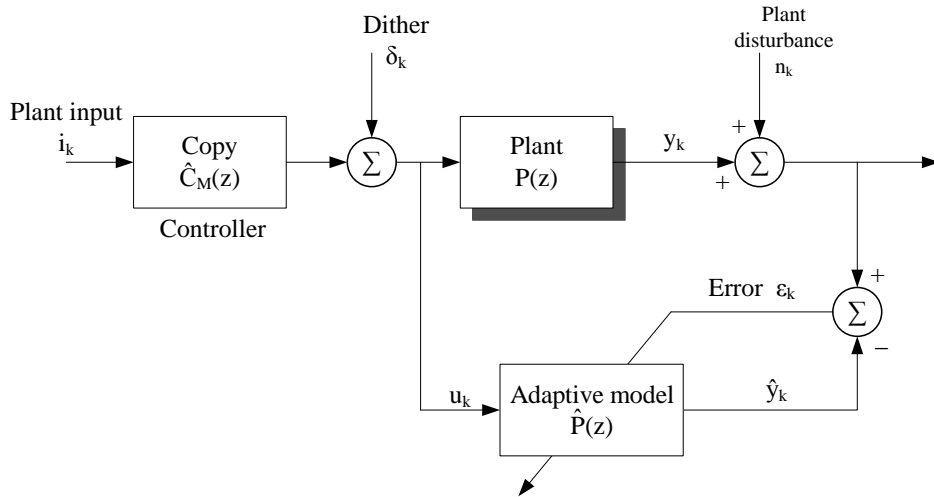 Dither
δk
Plant
disturbance
nk
Plant input
ik
Copy
ĈM(z)
Controller
Σ
Plant
P(z)
yk
+
+
Σ
Error εk
+
Σ
−
uk
Adaptive model
P̂(z)
ŷk